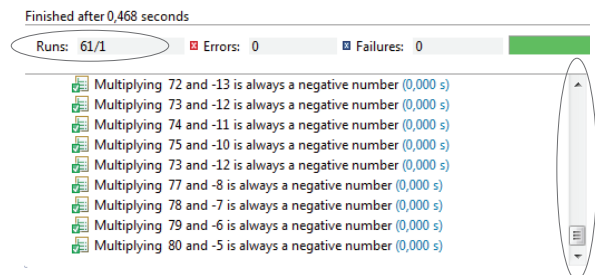 Finished after 0,468 seconds
Runs: 61/1 Errors: 0 Failures: 0
Multiplying 72 and -13 is always a negative number (0,000 s)
Multiplying 73 and -12 is always a negative number (0,000 s)
Multiplying 74 and -11 is always a negative number (0,000 s)
Multiplying 75 and -10 is always a negative number (0,000 s)
Multiplying 73 and -12 is always a negative number (0,000 s)
Multiplying 77 and -8 is always a negative number (0,000 s)
Multiplying 78 and -7 is always a negative number (0,000 s)
Multiplying 79 and -6 is always a negative number (0,000 s)
Multiplying 80 and -5 is always a negative number (0,000 s)